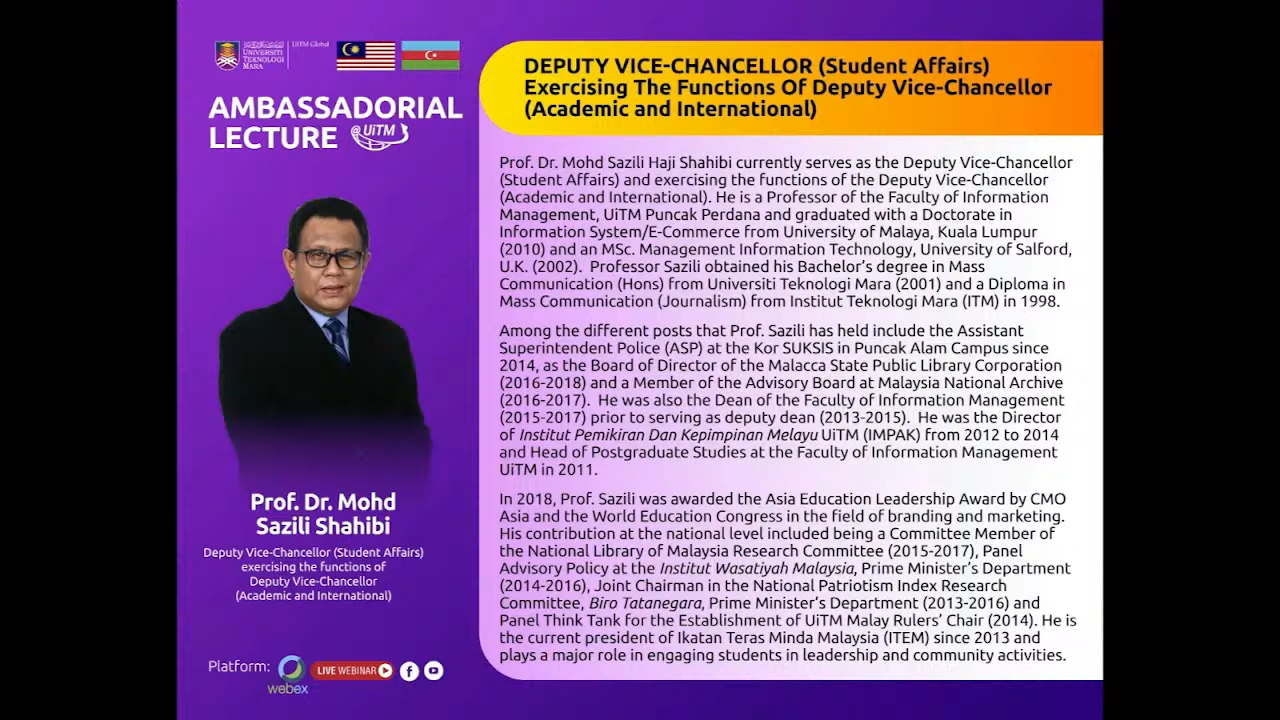 UNIVERSITI
TEKNOLOGI
MARA
UiTM Global
AMBASSADORIAL
LECTURE @UiTM
Prof. Dr. Mohd
Sazili Shahibi
Deputy Vice-Chancellor (Student Affairs)
exercising the functions of
Deputy Vice-Chancellor
(Academic and International)
Platform:
webex
LIVE WEBINAR
DEPUTY VICE-CHANCELLOR (Student Affairs)
Exercising The Functions Of Deputy Vice-Chancellor
(Academic and International)
Prof. Dr. Mohd Sazili Haji Shahibi currently serves as the Deputy Vice-Chancellor
(Student Affairs) and exercising the functions of the Deputy Vice-Chancellor
(Academic and International). He is a Professor of the Faculty of Information
Management, UiTM Puncak Perdana and graduated with a Doctorate in
Information System/E-Commerce from University of Malaya, Kuala Lumpur
(2010) and an MSc. Management Information Technology, University of Salford,
U.K. (2002). Professor Sazili obtained his Bachelor's degree in Mass
Communication (Hons) from Universiti Teknologi Mara (2001) and a Diploma in
Mass Communication (Journalism) from Institut Teknologi Mara (ITM) in 1998.
Among the different posts that Prof. Sazili has held include the Assistant
Superintendent Police (ASP) at the Kor SUKSIS in Puncak Alam Campus since
2014, as the Board of Director of the Malacca State Public Library Corporation
(2016-2018) and a Member of the Advisory Board at Malaysia National Archive
(2016-2017). He was also the Dean of the Faculty of Information Management
(2015-2017) prior to serving as deputy dean (2013-2015). He was the Director
of Institut Pemikiran Dan Kepimpinan Melayu UiTM (IMPAK) from 2012 to 2014
and Head of Postgraduate Studies at the Faculty of Information Management
UiTM in 2011.
In 2018, Prof. Sazili was awarded the Asia Education Leadership Award by CMO
Asia and the World Education Congress in the field of branding and marketing.
His contribution at the national level included being a Committee Member of
the National Library of Malaysia Research Committee (2015-2017), Panel
Advisory Policy at the Institut Wasatiyah Malaysia, Prime Minister's Department
(2014-2016), Joint Chairman in the National Patriotism Index Research
Committee, Biro Tatanegara, Prime Minister's Department (2013-2016) and
Panel Think Tank for the Establishment of UiTM Malay Rulers' Chair (2014). He is
the current president of Ikatan Teras Minda Malaysia (ITEM) since 2013 and
plays a major role in engaging students in leadership and community activities.